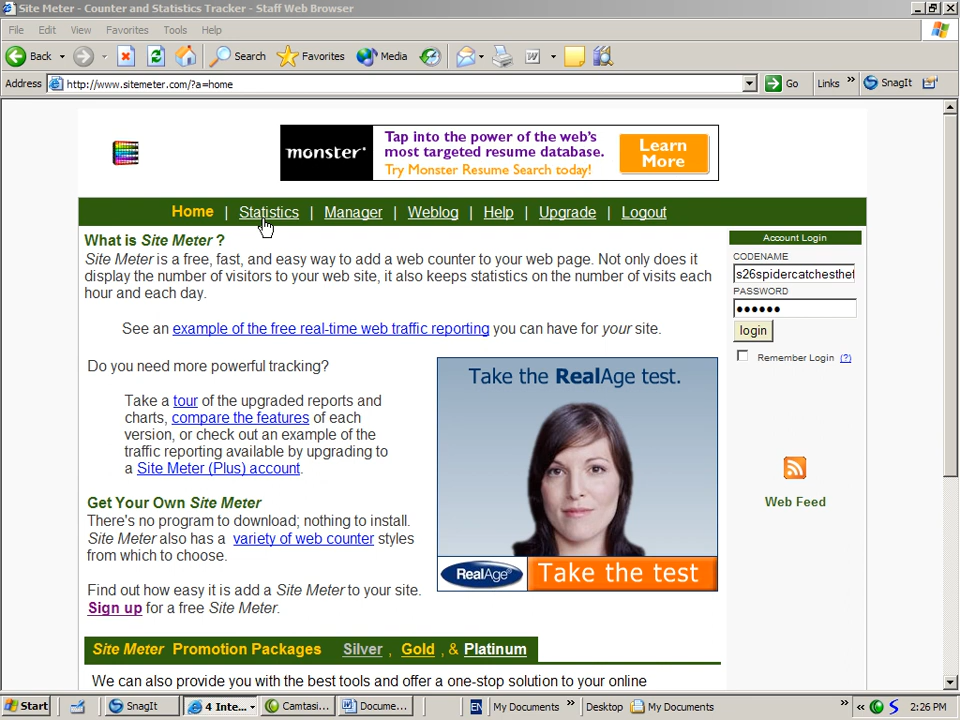 Site Meter - Counter and Statistics Tracker - Staff Web Browser
File Edit View Favorites Tools Help
Back Search Favorites Media
Address http://www.sitemeter.com/?a=home Go Links » SnagIt
monster
Tap into the power of the web's
most targeted resume database.
Try Monster Resume Search today!
Learn
More
Home | Statistics | Manager | Weblog | Help | Upgrade | Logout
What is Site Meter ?
Site Meter is a free, fast, and easy way to add a web counter to your web page. Not only does it
display the number of visitors to your web site, it also keeps statistics on the number of visits each
hour and each day.
See an example of the free real-time web traffic reporting you can have for your site.
Do you need more powerful tracking?
Take a tour of the upgraded reports and
charts, compare the features of each
version, or check out an example of the
traffic reporting available by upgrading to
a Site Meter (Plus) account.
Get Your Own Site Meter
There's no program to download; nothing to install.
Site Meter also has a variety of web counter styles
from which to choose.
Find out how easy it is add a Site Meter to your site.
Sign up for a free Site Meter.
Take the RealAge test.
RealAge® Take the test
Account Login
CODENAME
s26spidercatchesthef
PASSWORD
••••••
login
Remember Login (?)
Web Feed
Site Meter Promotion Packages Silver , Gold , & Platinum
We can also provide you with the best tools and offer a one-stop solution to your online
Start SnagIt 4 Inte... Camtasi... Docume... EN My Documents » Desktop My Documents » « 2:26 PM